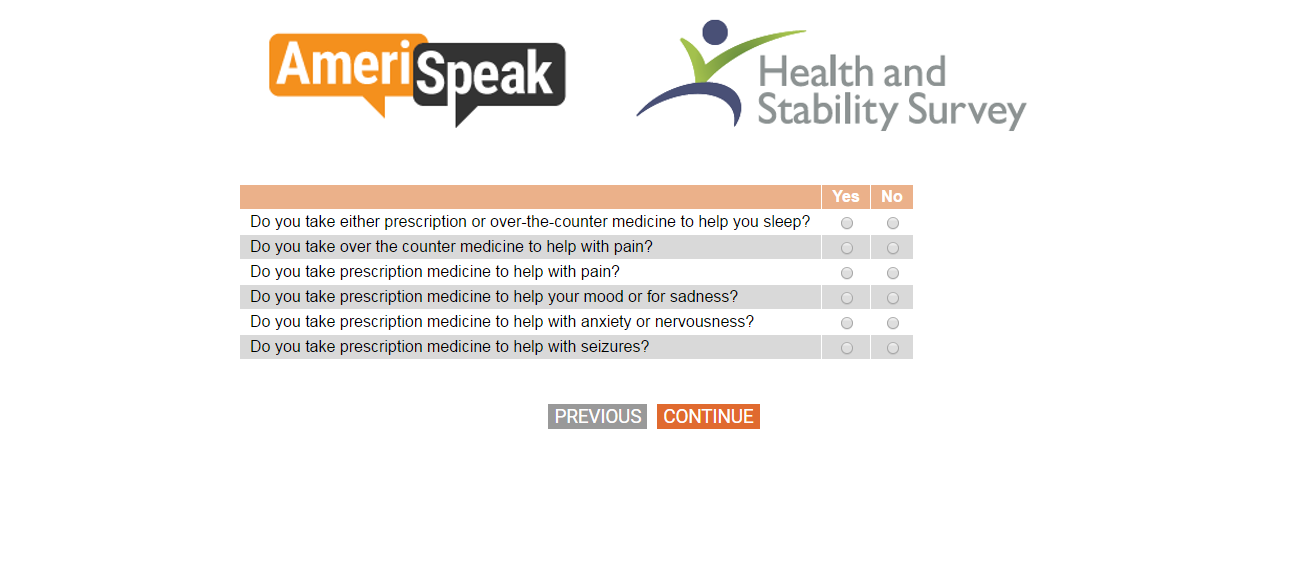 AmeriSpeak
Health and
Stability Survey
Yes No
Do you take either prescription or over-the-counter medicine to help you sleep?
Do you take over the counter medicine to help with pain?
Do you take prescription medicine to help with pain?
Do you take prescription medicine to help your mood or for sadness?
Do you take prescription medicine to help with anxiety or nervousness?
Do you take prescription medicine to help with seizures?
PREVIOUS CONTINUE